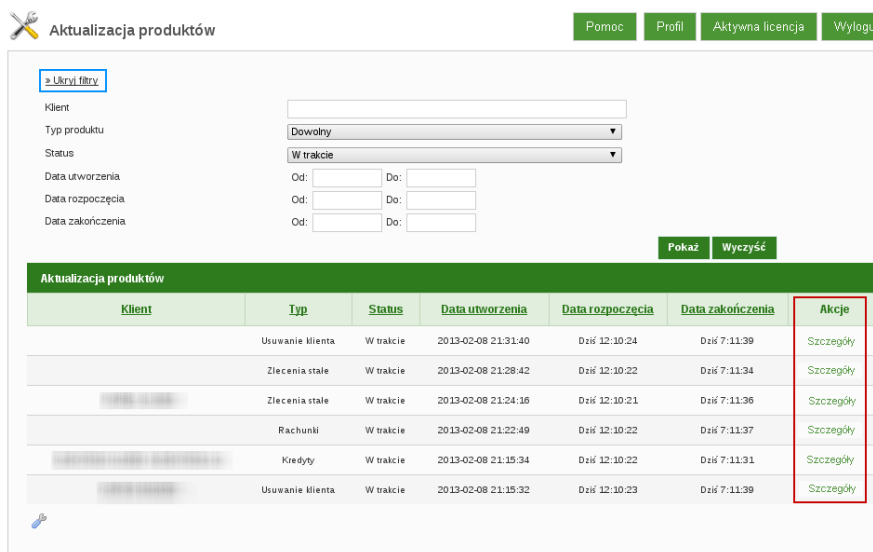 Aktualizacja produktów
Pomoc Profil Aktywna licencja Wylogu
» Ukryj filtry
Klient
Typ produktu Dowolny
Status W trakcie
Data utworzenia Od: Do:
Data rozpoczęcia Od: Do:
Data zakończenia Od: Do:
Pokaż Wyczyść
Aktualizacja produktów
Klient Typ Status Data utworzenia Data rozpoczęcia Data zakończenia Akcje
Usuwanie klienta W trakcie 2013-02-08 21:31:40 Dziś 12:10:24 Dziś 7:11:39 Szczegóły
Zlecenia stałe W trakcie 2013-02-08 21:28:42 Dziś 12:10:22 Dziś 7:11:34 Szczegóły
Zlecenia stałe W trakcie 2013-02-08 21:24:16 Dziś 12:10:21 Dziś 7:11:36 Szczegóły
Rachunki W trakcie 2013-02-08 21:22:49 Dziś 12:10:22 Dziś 7:11:37 Szczegóły
Kredyty W trakcie 2013-02-08 21:15:34 Dziś 12:10:22 Dziś 7:11:31 Szczegóły
Usuwanie klienta W trakcie 2013-02-08 21:15:32 Dziś 12:10:23 Dziś 7:11:39 Szczegóły